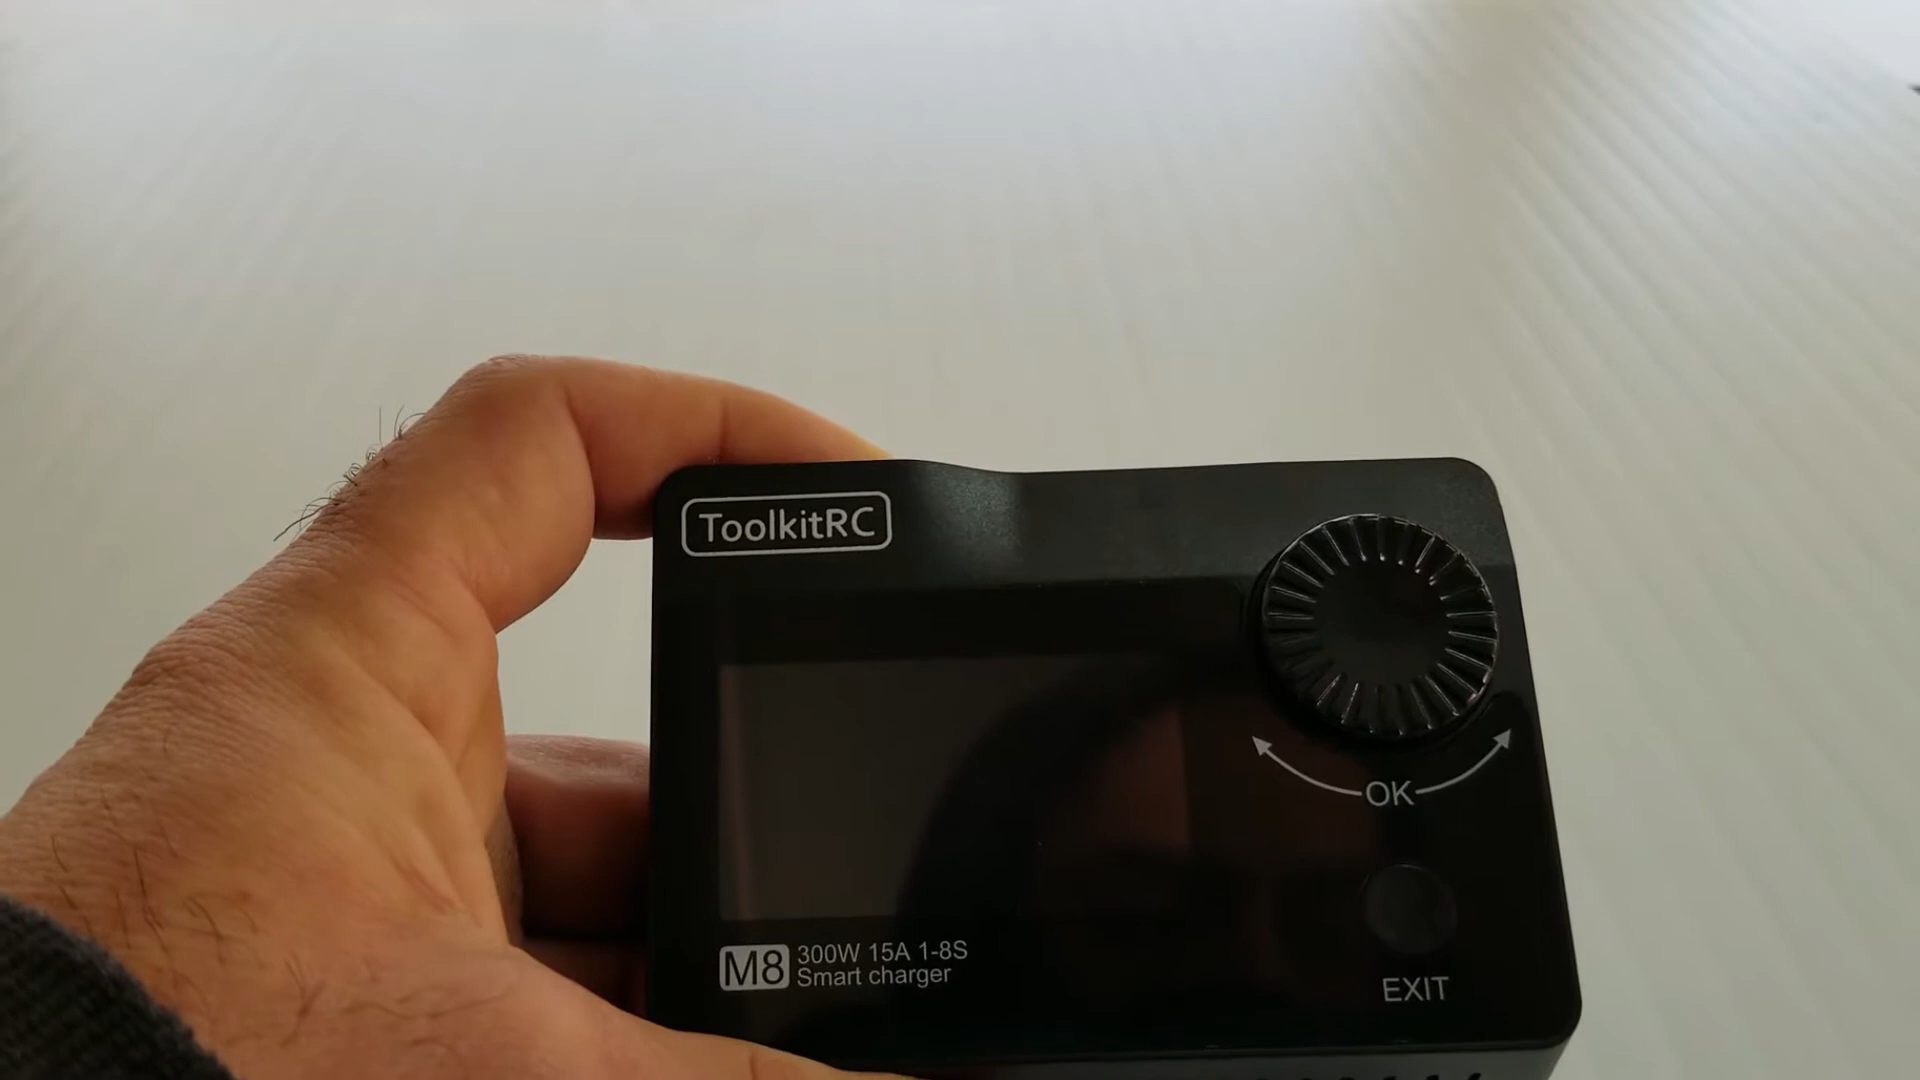 ToolkitRC
OK
M8
300W 15A 1-8S
Smart charger
EXIT